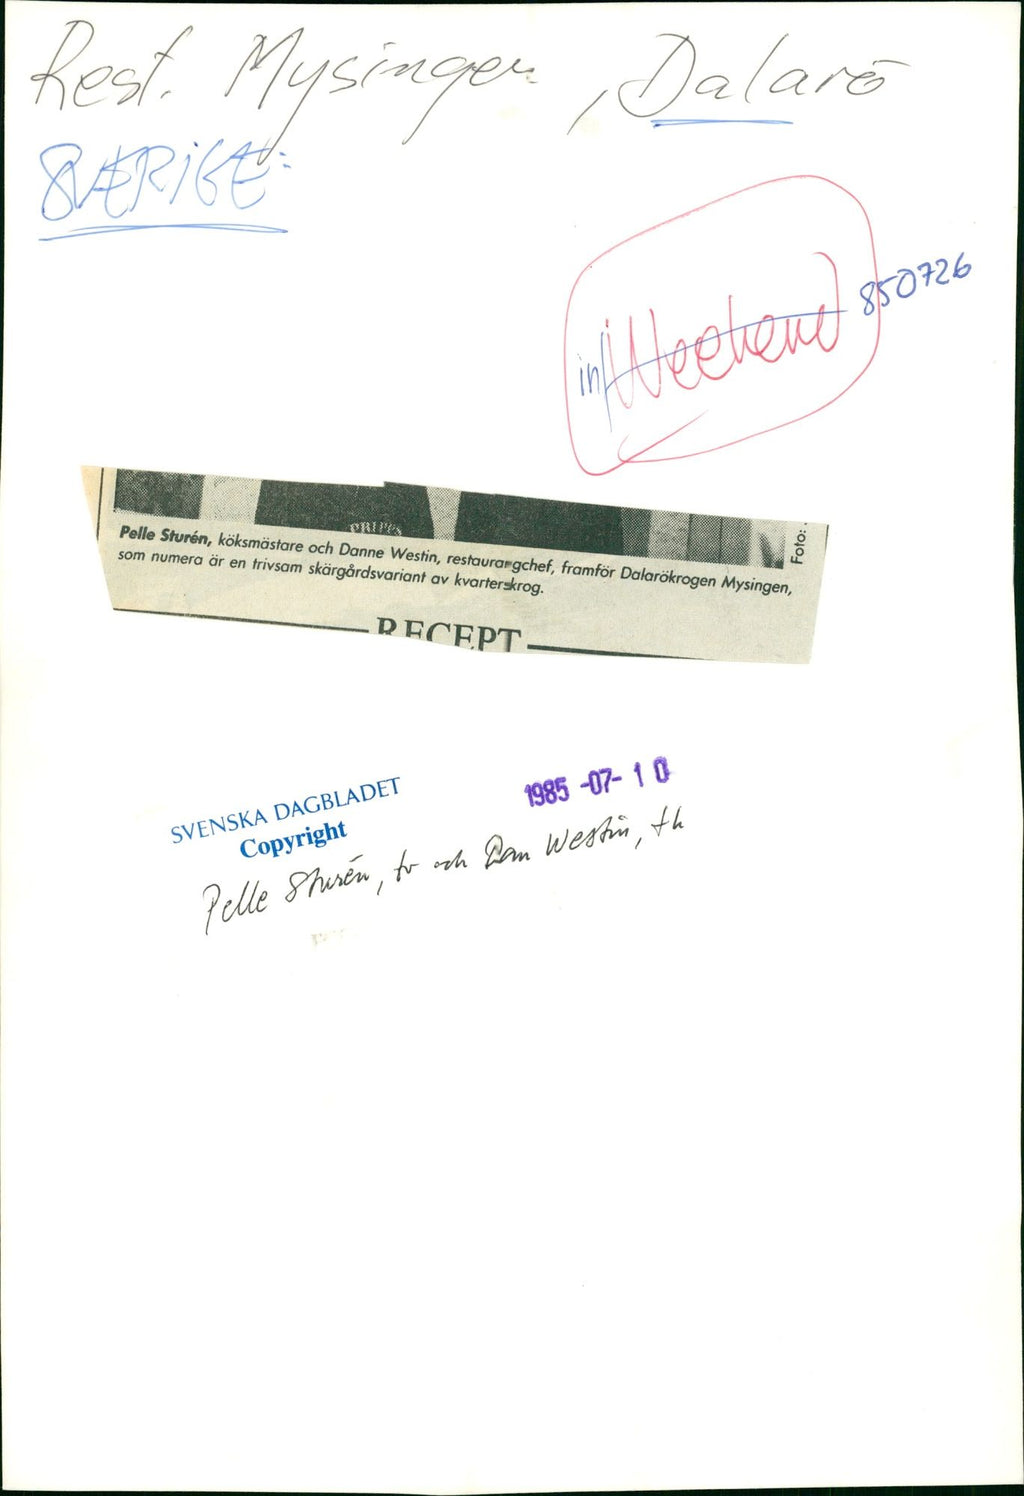 Rest. Mysingen, Dalarö
SVERIGE:
in/Weekend 850726
PRIPPS
Pelle Sturén, köksmästare och Danne Westin, restaurangchef, framför Dalarökrogen Mysingen,
som numera är en trivsam skärgårdsvariant av kvarterskrog.
Foto:
RECEPT
SVENSKA DAGBLADET
Copyright
1985-07-10
Pelle Sturén, tv och Dan Westin, th